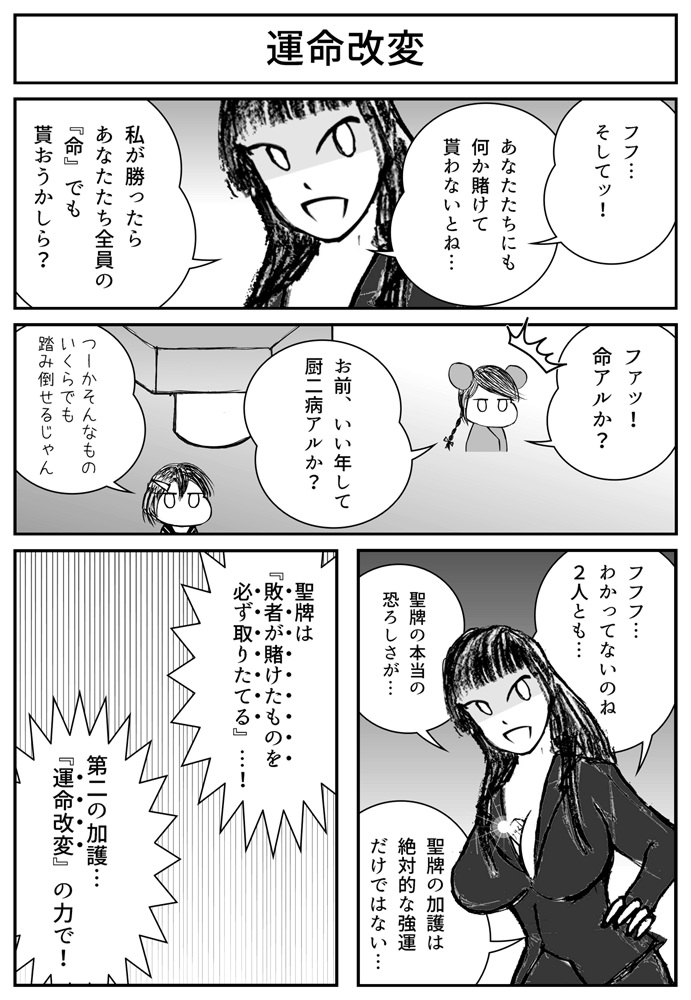 運命改変
フフ…
そしてッ！
あなたたちにも
何か賭けて
貰わないとね…
私が勝ったら
あなたたち全員の
『命』でも
貰おうかしら？
ファッ！
命アルか？
お前、いい年して
厨二病アルか？
つーかそんなもの
いくらでも
踏み倒せるじゃん
フフフ…
わかってないのね
2人とも…
聖牌の本当の
恐ろしさが…
聖牌の加護は
絶対的な強運
だけではない…
聖牌は
『敗者が賭けたものを
必ず取りたてる』…！
第二の加護…
『運命改変』の力で！